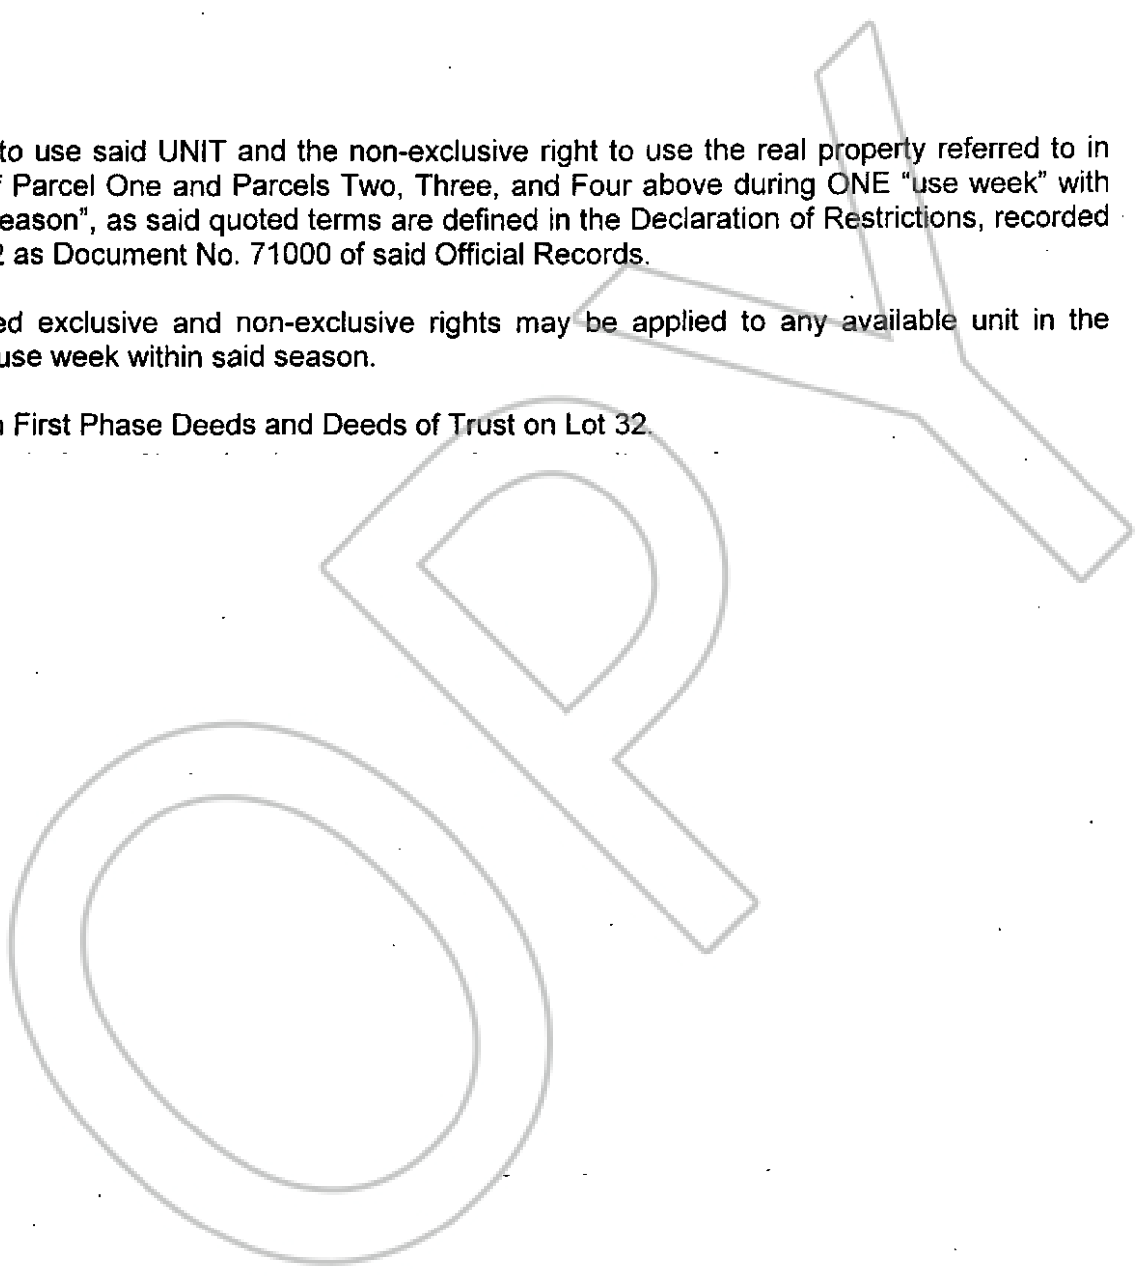 to use said UNIT and the non-exclusive right to use the real property referred to in
Parcel One and Parcels Two, Three, and Four above during ONE "use week" with
eason", as said quoted terms are defined in the Declaration of Restrictions, recorded
2 as Document No. 71000 of said Official Records.
ed exclusive and non-exclusive rights may be applied to any available unit in the
use week within said season.
First Phase Deeds and Deeds of Trust on Lot 32.
OPY